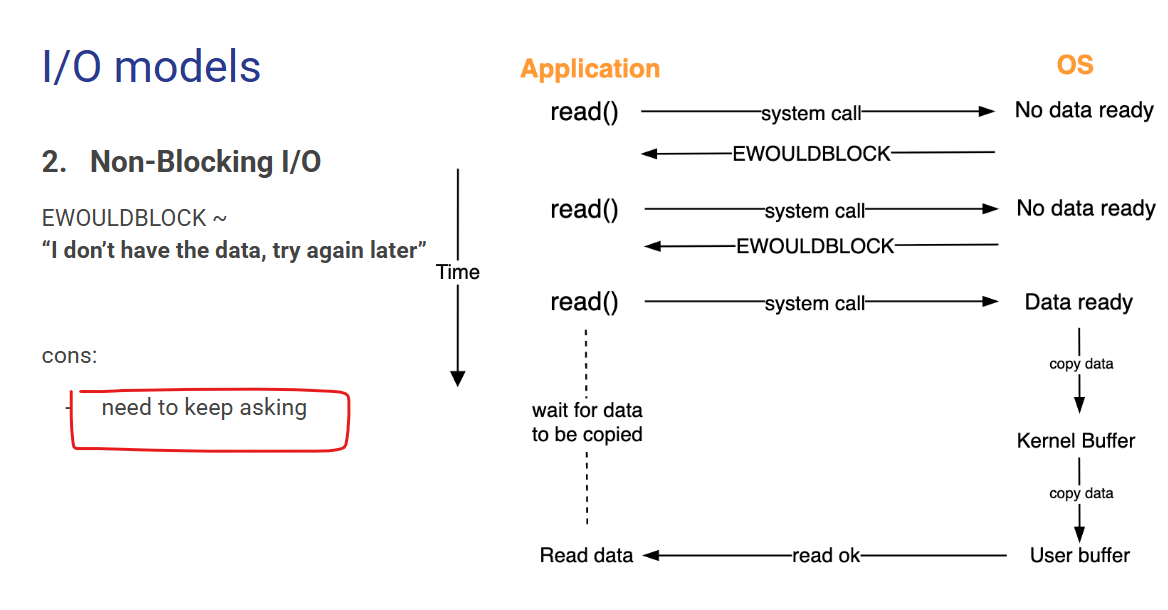 I/O models
2. Non-Blocking I/O
EWOULDBLOCK ~
“I don’t have the data, try again later”
cons:
- need to keep asking
Time
Application
OS
read()
system call
No data ready
EWOULDBLOCK
read()
system call
No data ready
EWOULDBLOCK
read()
system call
Data ready
copy data
wait for data
to be copied
Kernel Buffer
copy data
Read data
read ok
User buffer